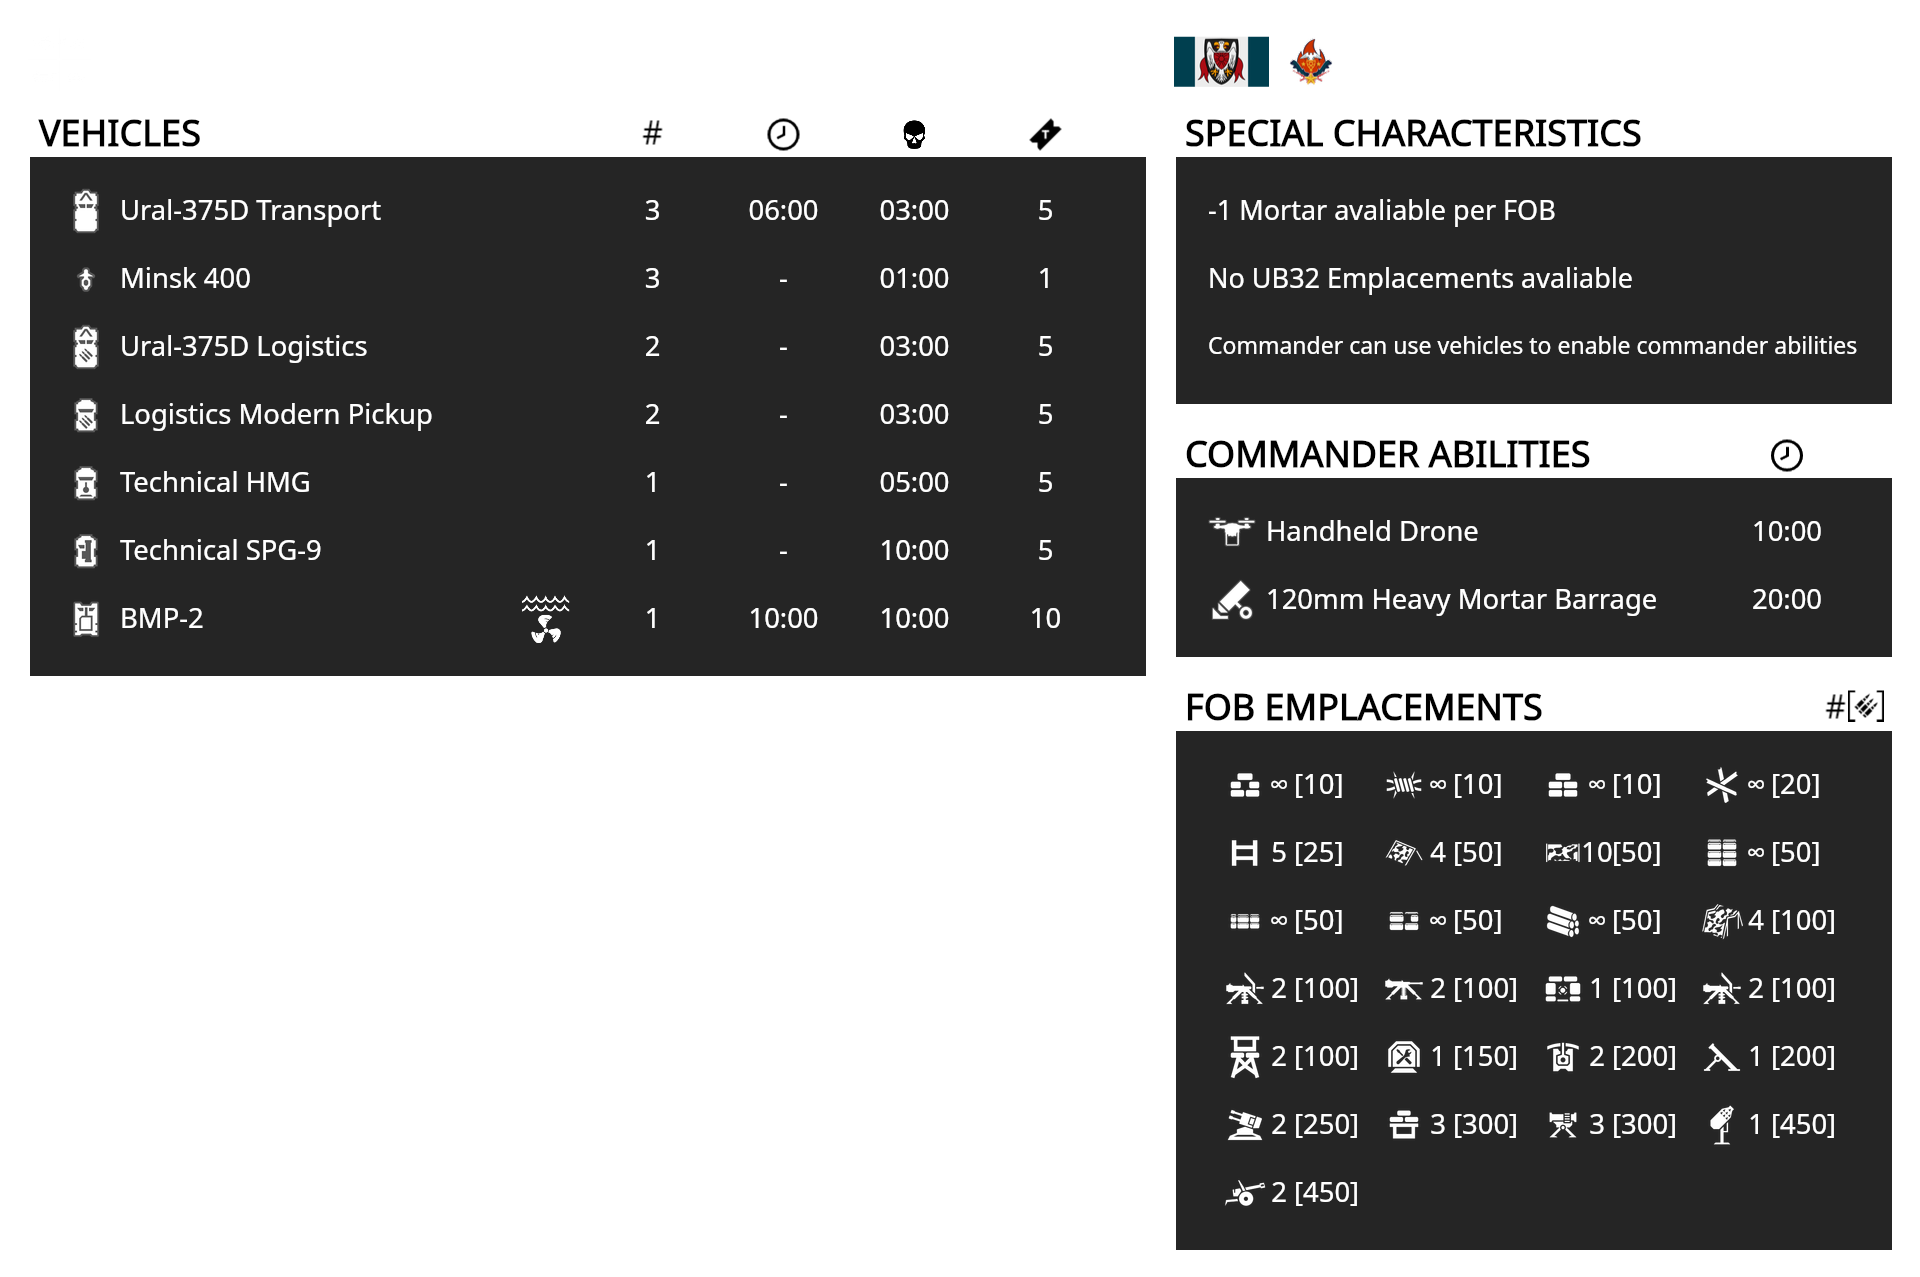 VEHICLES #
Ural-375D Transport 3 06:00 03:00 5
Minsk 400 3 - 01:00 1
Ural-375D Logistics 2 - 03:00 5
Logistics Modern Pickup 2 - 03:00 5
Technical HMG 1 - 05:00 5
Technical SPG-9 1 - 10:00 5
BMP-2 1 10:00 10:00 10
SPECIAL CHARACTERISTICS
-1 Mortar avaliable per FOB
No UB32 Emplacements avaliable
Commander can use vehicles to enable commander abilities
COMMANDER ABILITIES
Handheld Drone 10:00
120mm Heavy Mortar Barrage 20:00
FOB EMPLACEMENTS #[]
∞ [10] ∞ [10] ∞ [10] ∞ [20]
5 [25] 4 [50] 10[50] ∞ [50]
∞ [50] ∞ [50] ∞ [50] 4 [100]
2 [100] 2 [100] 1 [100] 2 [100]
2 [100] 1 [150] 2 [200] 1 [200]
2 [250] 3 [300] 3 [300] 1 [450]
2 [450]